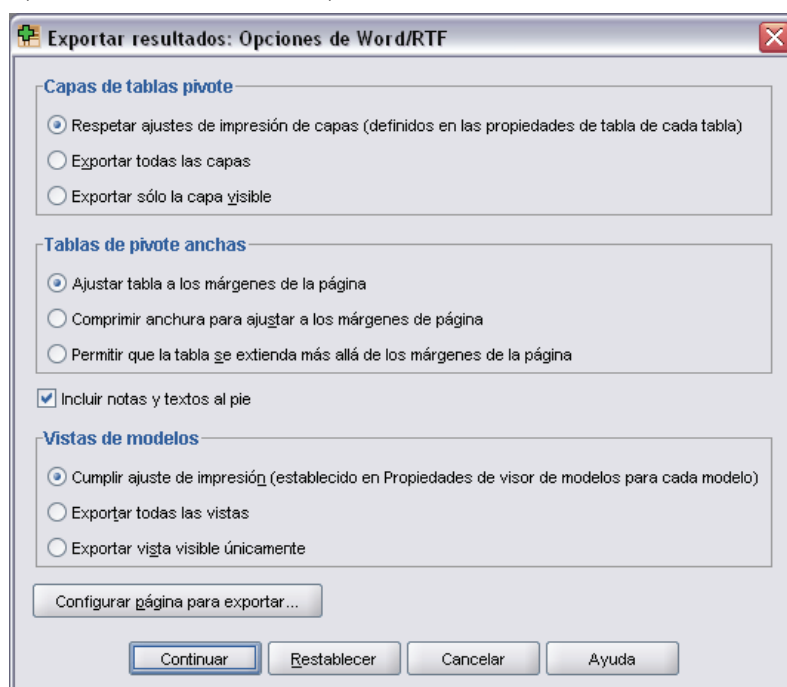 Exportar resultados: Opciones de Word/RTF
Capas de tablas pivote
Respetar ajustes de impresión de capas (definidos en las propiedades de tabla de cada tabla)
Exportar todas las capas
Exportar sólo la capa visible
Tablas de pivote anchas
Ajustar tabla a los márgenes de la página
Comprimir anchura para ajustar a los márgenes de página
Permitir que la tabla se extienda más allá de los márgenes de la página
Incluir notas y textos al pie
Vistas de modelos
Cumplir ajuste de impresión (establecido en Propiedades de visor de modelos para cada modelo)
Exportar todas las vistas
Exportar vista visible únicamente
Configurar página para exportar...
Continuar Restablecer Cancelar Ayuda